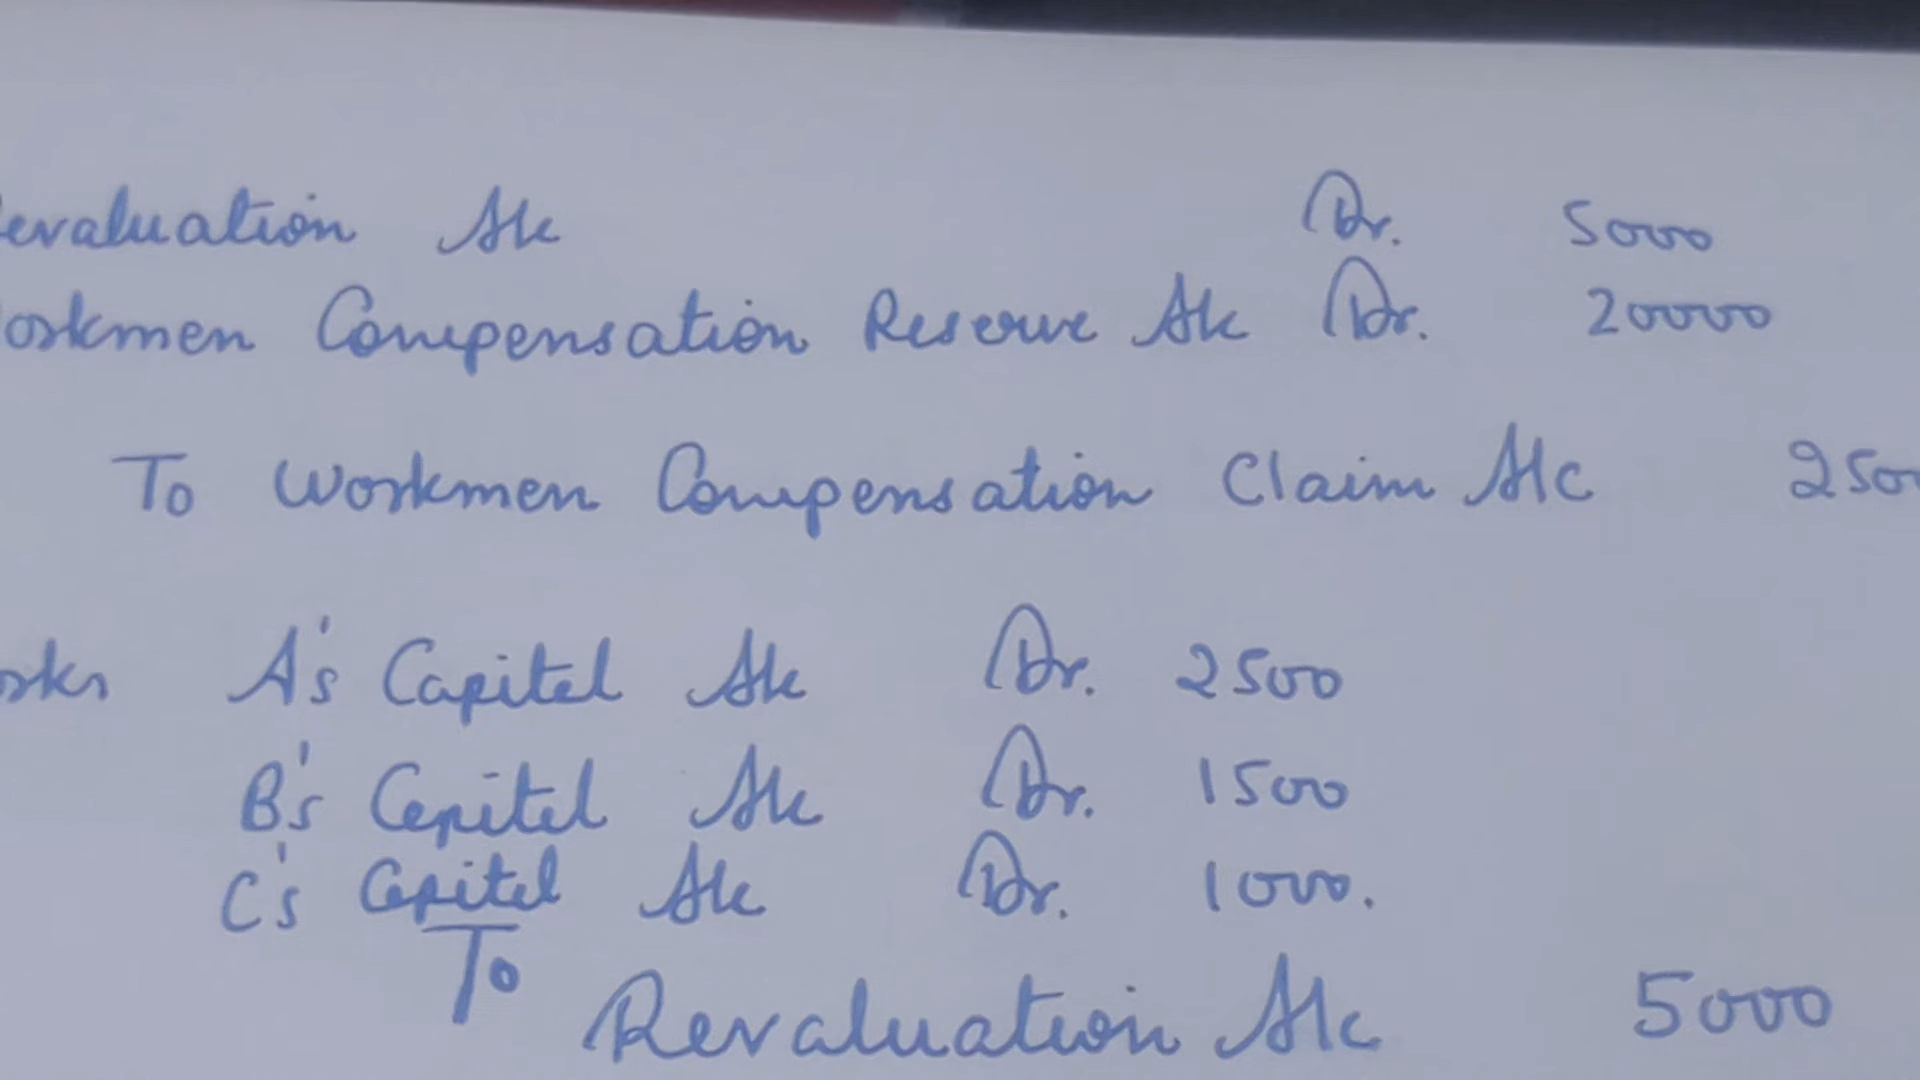 evaluation A/c Dr. 5000
orkmen Compensation Reserve A/c Dr. 20000
To Workmen Compensation Claim A/c 250
A's Capital A/c Dr. 2500
B's Capital A/c Dr. 1500
C's Capital A/c Dr. 1000.
To
Revaluation A/c 5000